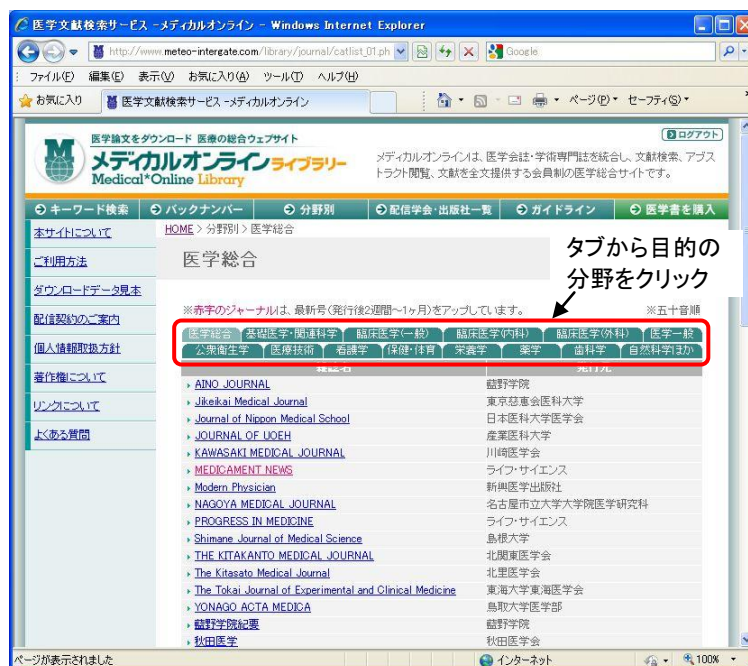 医学文献検索サービス -メディカルオンライン - Windows Internet Explorer
http://www.meteo-intergate.com/library/journal/catlist_01.ph
Google
ファイル(F) 編集(E) 表示(V) お気に入り(A) ツール(T) ヘルプ(H)
お気に入り 医学文献検索サービス -メディカルオンライン ページ(P) セーフティ(S)
ログアウト
医学論文をダウンロード 医療の総合ウェブサイト
メディカルオンラインライブラリー
Medical*Online Library
メディカルオンラインは、医学会誌・学術専門誌を統合し、文献検索、アブス
トラクト閲覧、文献を全文提供する会員制の医学総合サイトです。
キーワード検索 バックナンバー 分野別 配信学会・出版社一覧 ガイドライン 医学書を購入
本サイトについて
ご利用方法
ダウンロードデータ見本
配信契約のご案内
個人情報取扱方針
著作権について
リンクについて
よくある質問
HOME > 分野別 > 医学総合
医学総合
タブから目的の
分野をクリック
※赤字のジャーナルは、最新号(発行後2週間~1ヶ月)をアップしています。 ※五十音順
医学総合 基礎医学・関連科学 臨床医学(一般) 臨床医学(内科) 臨床医学(外科) 医学一般
公衆衛生学 医療技術 看護学 保健・体育 栄養学 薬学 歯科学 自然科学ほか
雑誌名 発行元
AINO JOURNAL 藍野学院
Jikeikai Medical Journal 東京慈恵会医科大学
Journal of Nippon Medical School 日本医科大学医学会
JOURNAL OF UOEH 産業医科大学
KAWASAKI MEDICAL JOURNAL 川崎医学会
MEDICAMENT NEWS ライフ・サイエンス
Modern Physician 新興医学出版社
NAGOYA MEDICAL JOURNAL 名古屋市立大学大学院医学研究科
PROGRESS IN MEDICINE ライフ・サイエンス
Shimane Journal of Medical Science 島根大学
THE KITAKANTO MEDICAL JOURNAL 北関東医学会
The Kitasato Medical Journal 北里医学会
The Tokai Journal of Experimental and Clinical Medicine 東海大学東海医学会
YONAGO ACTA MEDICA 鳥取大学医学部
藍野学院紀要 藍野学院
秋田医学 秋田医学会
ページが表示されました インターネット 100%